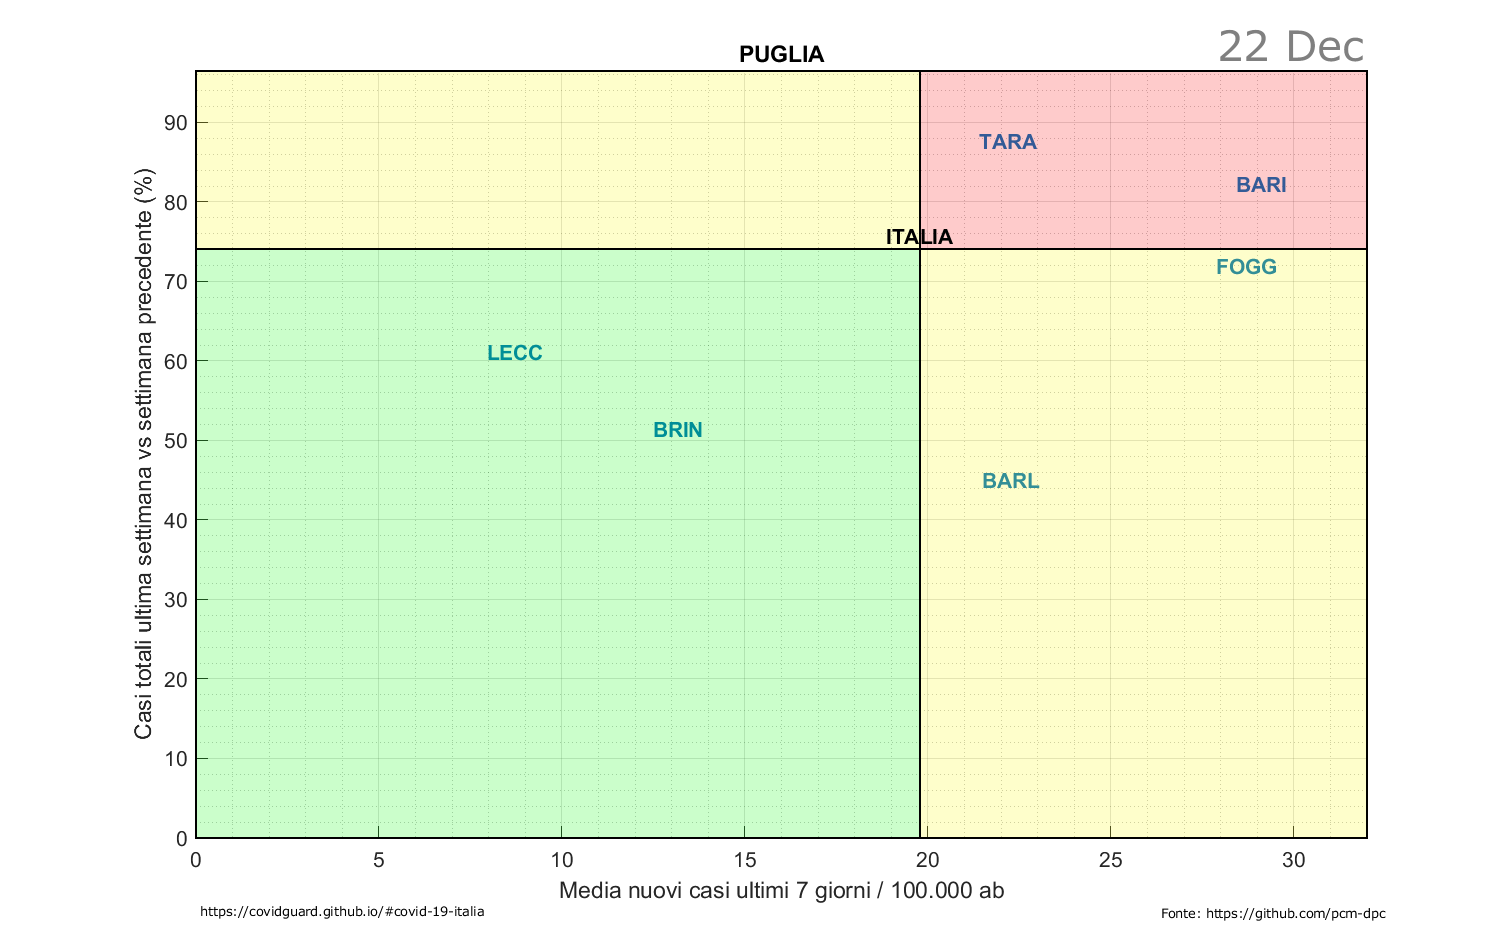 PUGLIA
22 Dec
Casi totali ultima settimana vs settimana precedente (%)
90
80
70
60
50
40
30
20
10
0
TARA
BARI
ITALIA
FOGG
LECC
BRIN
BARL
0 5 10 15 20 25 30
Media nuovi casi ultimi 7 giorni / 100.000 ab
https://covidguard.github.io/#covid-19-italia
Fonte: https://github.com/pcm-dpc